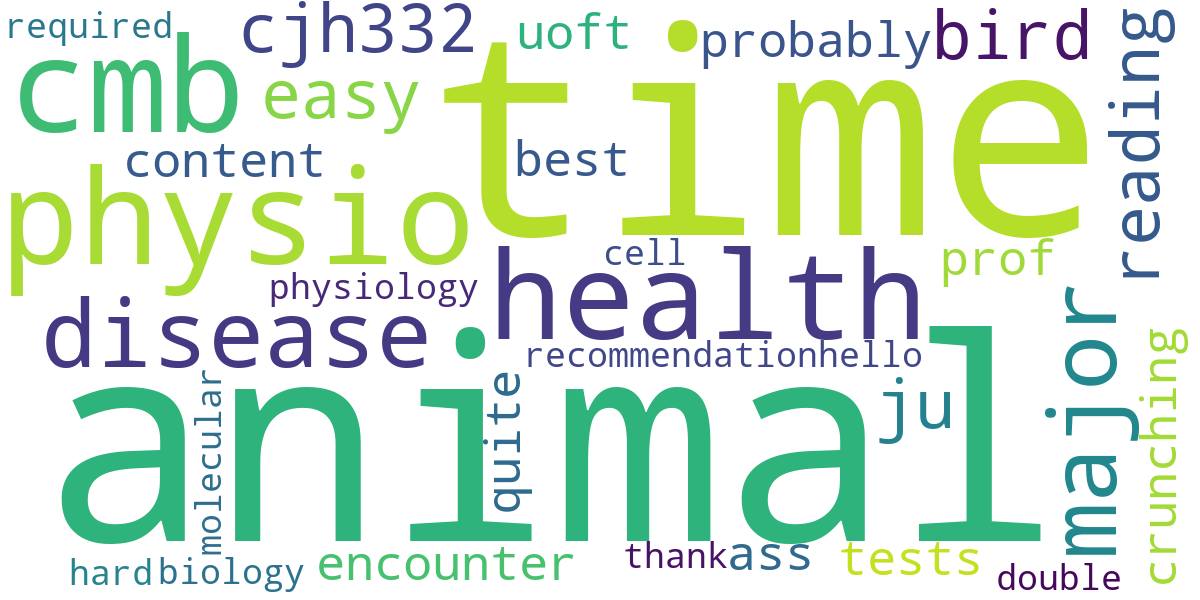 required
cjh332
uoft
probably
bird
cmb
easy
time
reading
content
best
physio
health
cell
prof
physiology
disease
recommendationhello
major
animal
ju
molecular
quite
crunching
hard
biology
encounter
thank
ass
tests
double